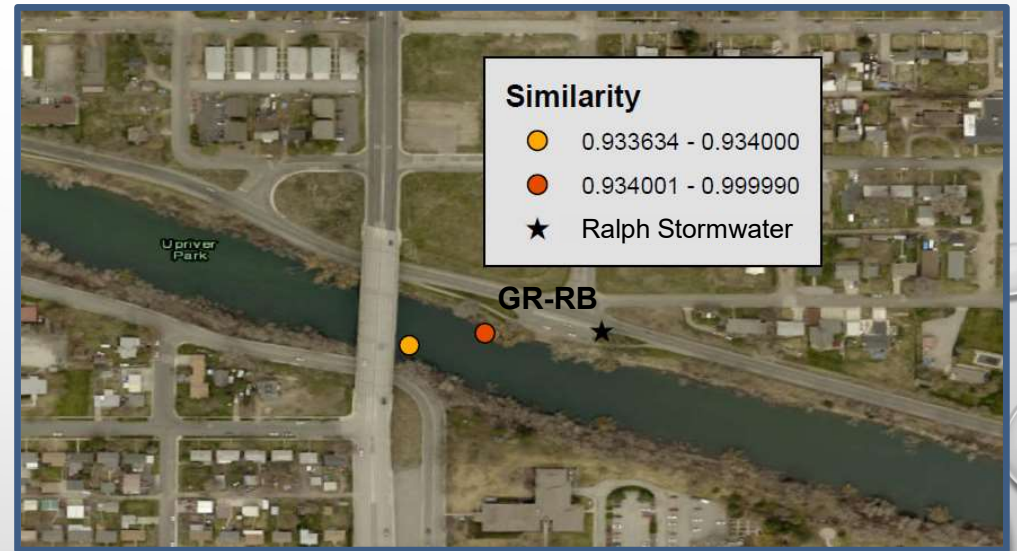 Similarity
0.933634 - 0.934000
0.934001 - 0.999990
Ralph Stormwater
Upriver
Park
GR-RB